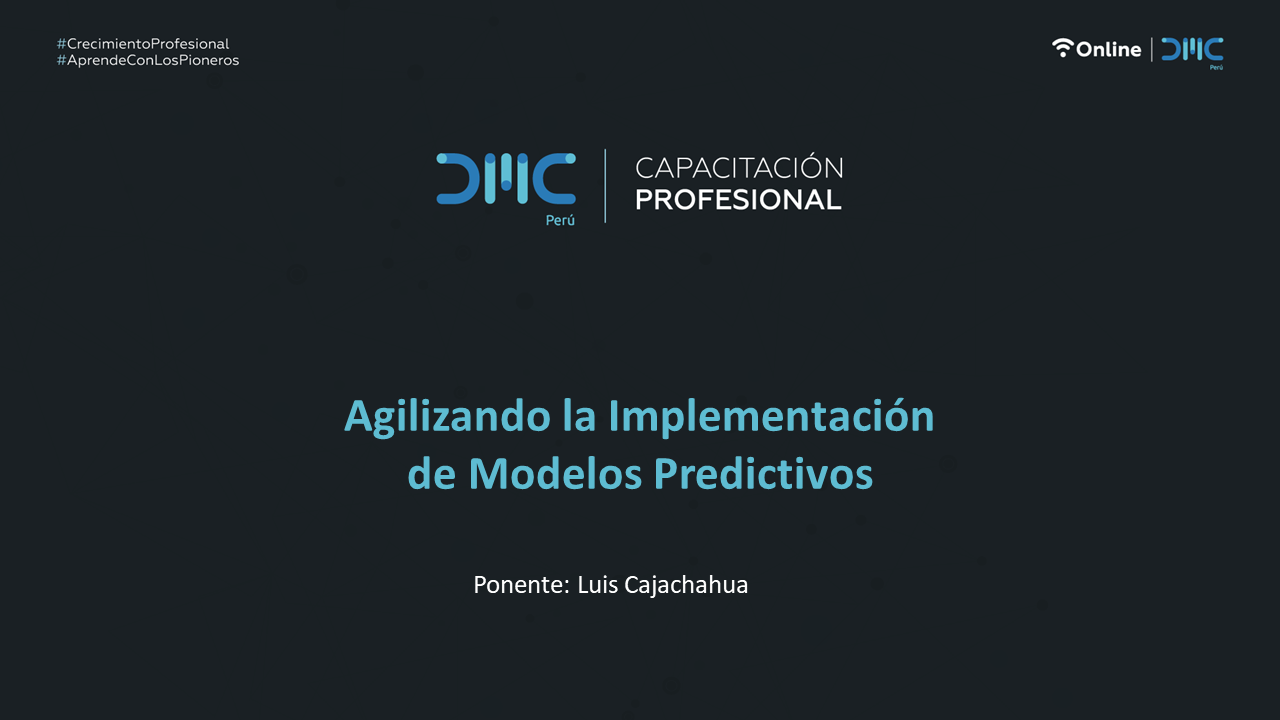 #CrecimientoProfesional
#AprendeConLosPioneros
Online
DMC
Perú
DMC
Perú
CAPACITACIÓN
PROFESIONAL
Agilizando la Implementación
de Modelos Predictivos
Ponente: Luis Cajachahua